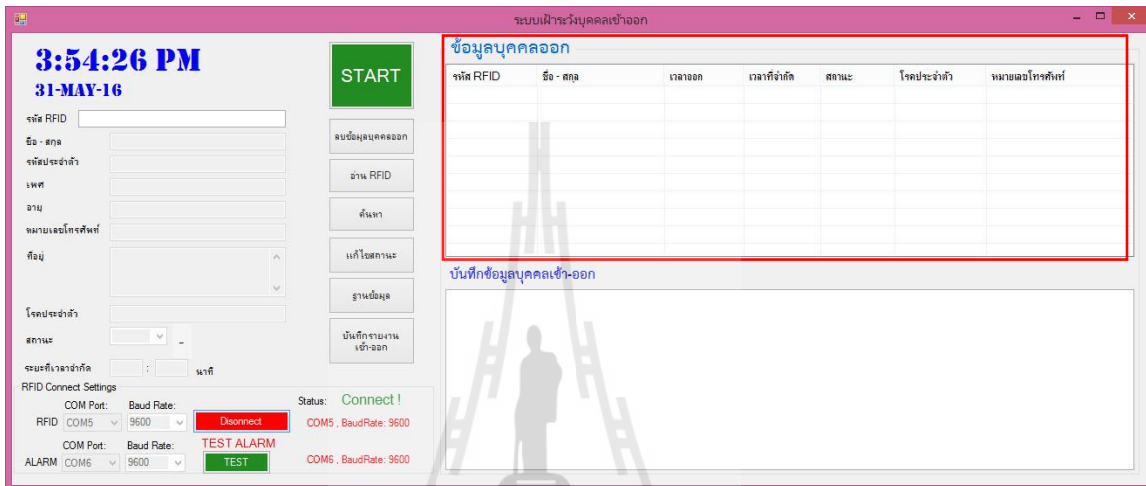 ระบบเฝ้าระวังบุคคลเข้าออก
3:54:26 PM
31-MAY-16
รหัส RFID
ชื่อ - สกุล
รหัสประจำตัว
เพศ
อายุ
หมายเลขโทรศัพท์
ที่อยู่
โรคประจำตัว
สถานะ
-
ระยะที่เวลาจำกัด : นาที
START
ลบข้อมูลบุคคลออก
อ่าน RFID
ค้นหา
แก้ไขสถานะ
ฐานข้อมูล
บันทึกรายงาน
เข้า-ออก
RFID Connect Settings
COM Port: Baud Rate:
RFID COM5 9600 Disonnect
COM Port: Baud Rate: TEST ALARM
ALARM COM6 9600 TEST
Status: Connect !
COM5 , BaudRate: 9600
COM6 , BaudRate: 9600
ข้อมูลบุคคลออก
รหัส RFID ชื่อ - สกุล เวลาออก เวลาที่จำกัด สถานะ โรคประจำตัว หมายเลขโทรศัพท์
บันทึกข้อมูลบุคคลเข้า-ออก